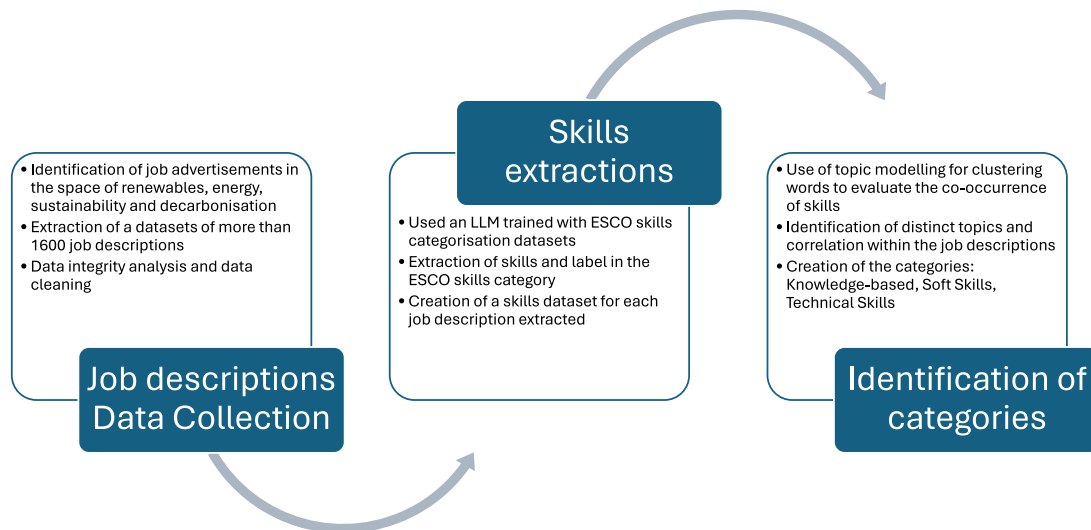 • Identification of job advertisements in
the space of renewables, energy,
sustainability and decarbonisation
• Extraction of a datasets of more than
1600 job descriptions
• Data integrity analysis and data
cleaning
Job descriptions
Data Collection
Skills
extractions
• Used an LLM trained with ESCO skills
categorisation datasets
• Extraction of skills and label in the
ESCO skills category
• Creation of a skills dataset for each
job description extracted
• Use of topic modelling for clustering
words to evaluate the co-occurrence
of skills
• Identification of distinct topics and
correlation within the job descriptions
• Creation of the categories:
Knowledge-based, Soft Skills,
Technical Skills
Identification of
categories